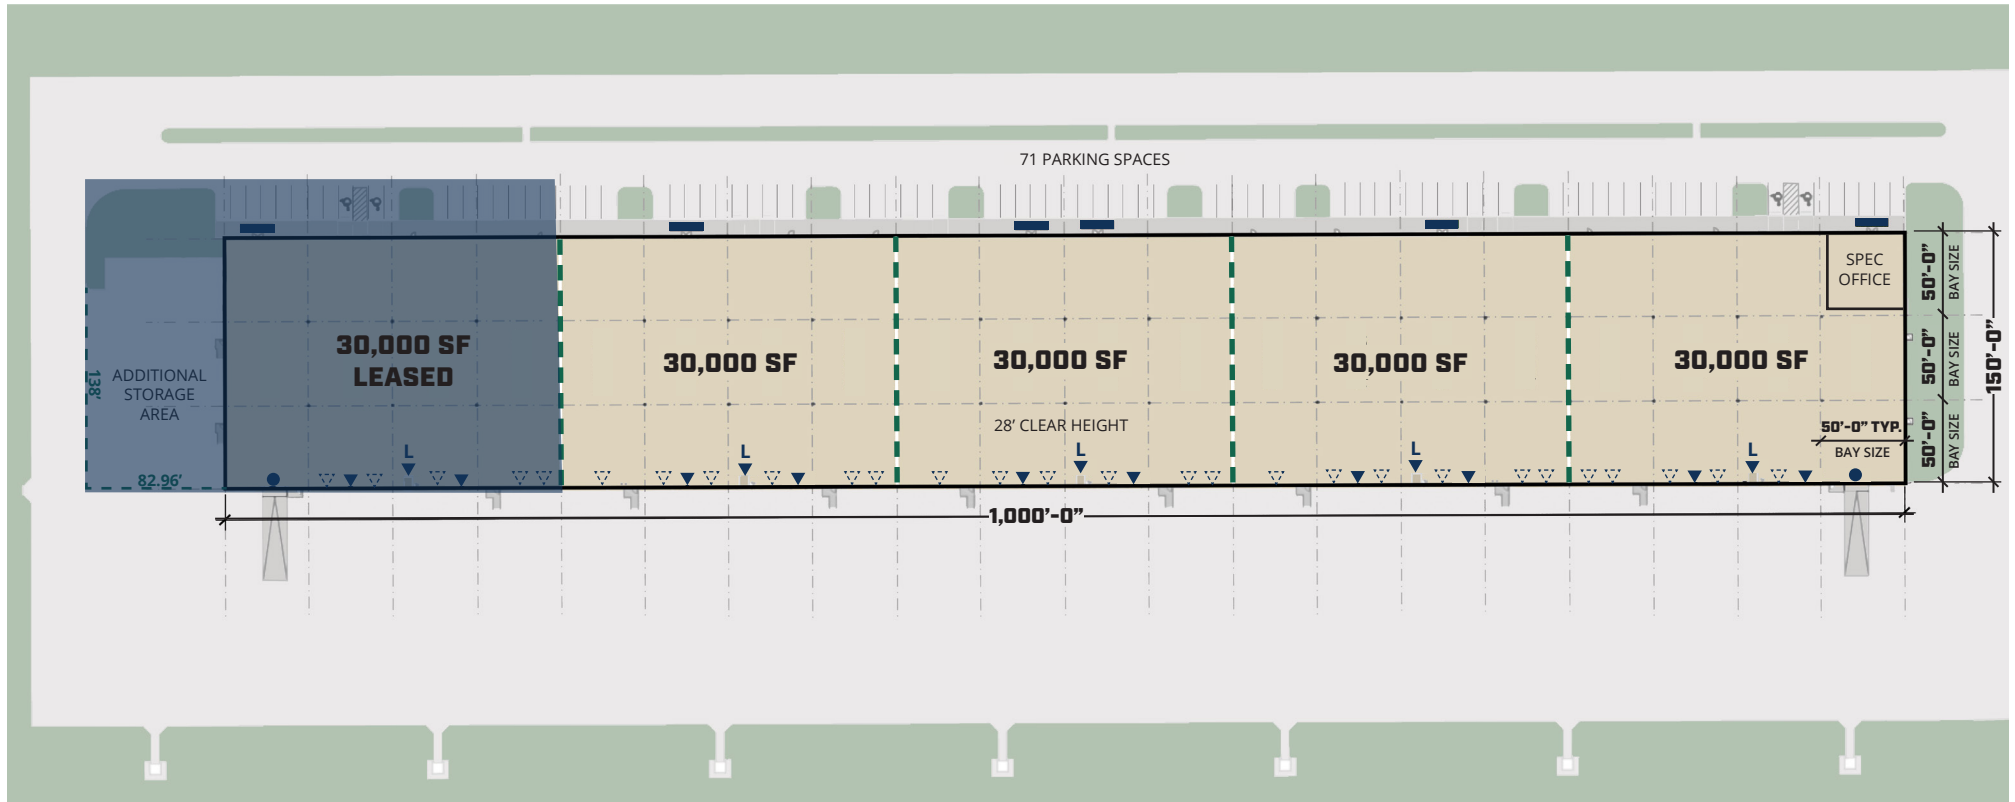 71 PARKING SPACES
SPEC
OFFICE
50'-0"
BAY SIZE
50'-0"
BAY SIZE
50'-0"
BAY SIZE
150'-0"
30,000 SF
LEASED
30,000 SF
30,000 SF
30,000 SF
30,000 SF
ADDITIONAL
STORAGE
AREA
138'
82.96'
28' CLEAR HEIGHT
50'-0" TYP.
BAY SIZE
L
L
L
L
L
1,000'-0"